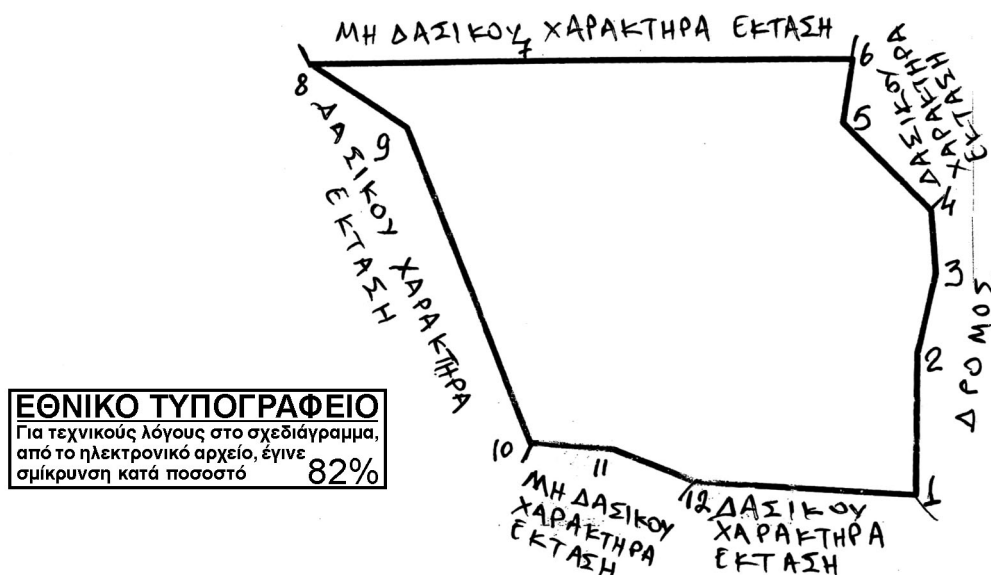 ΜΗ ΔΑΣΙΚΟΥ ΧΑΡΑΚΤΗΡΑ ΕΚΤΑΣΗ
7
6
8
ΔΑΣΙΚΟΥ
ΧΑΡΑΚΤΗΡΑ
ΕΚΤΑΣΗ
5
9
ΔΑΣΙΚΟΥ ΧΑΡΑΚΤΗΡΑ
ΕΚΤΑΣΗ
4
3
ΔΡΟΜΟΣ
2
ΕΘΝΙΚΟ ΤΥΠΟΓΡΑΦΕΙΟ
Για τεχνικούς λόγους στο σχεδιάγραμμα,
από το ηλεκτρονικό αρχείο, έγινε
σμίκρυνση κατά ποσοστό 82%
10
11
12
1
ΜΗ ΔΑΣΙΚΟΥ
ΧΑΡΑΚΤΗΡΑ
ΕΚΤΑΣΗ
ΔΑΣΙΚΟΥ
ΧΑΡΑΚΤΗΡΑ
ΕΚΤΑΣΗ